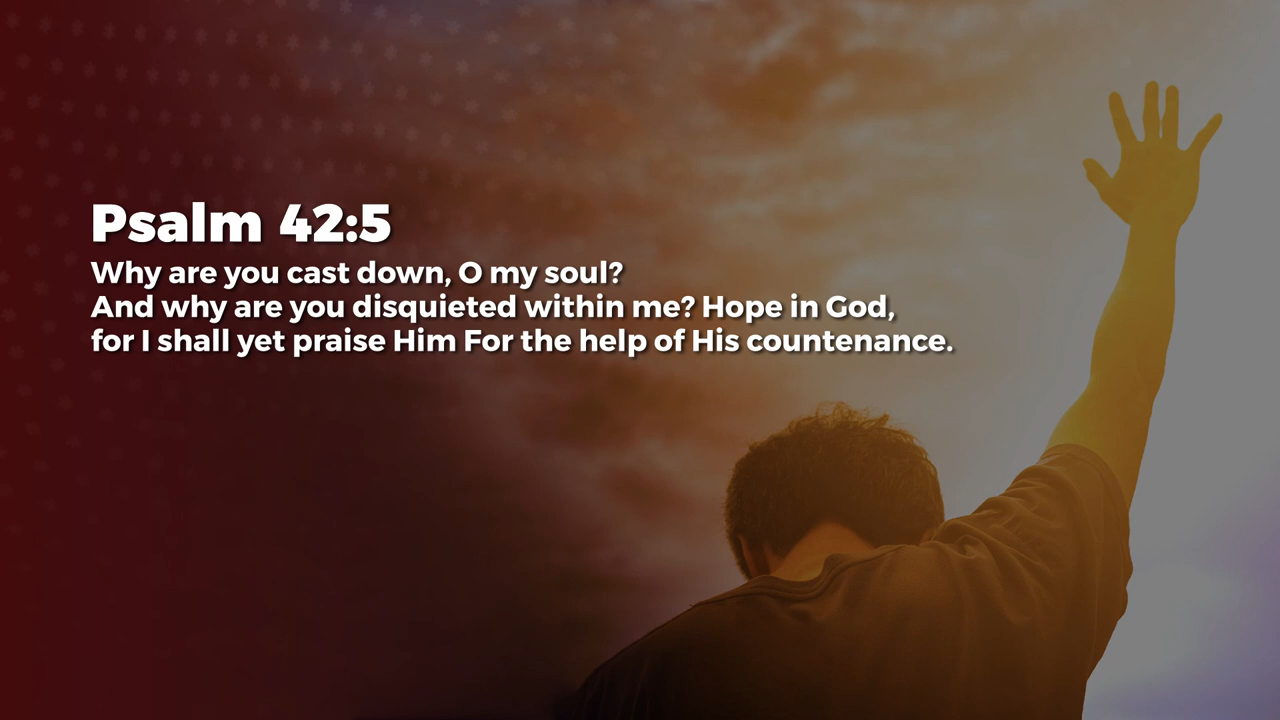 Psalm 42:5
Why are you cast down, O my soul?
And why are you disquieted within me? Hope in God,
for I shall yet praise Him For the help of His countenance.